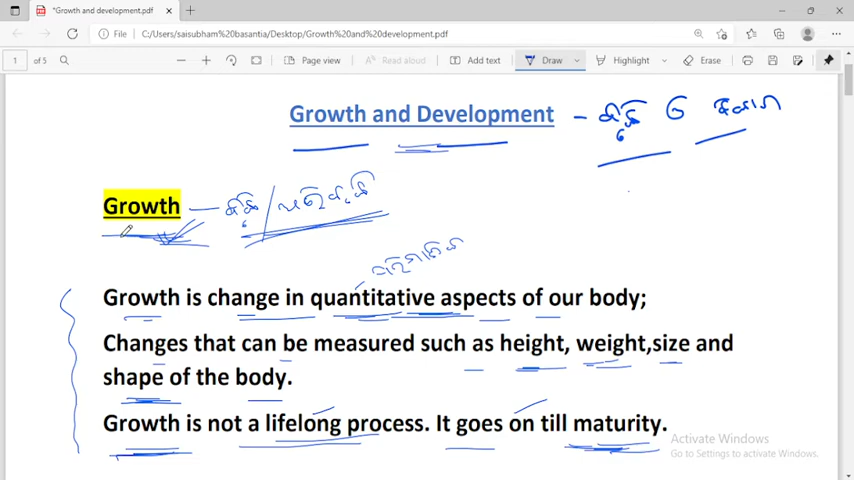 *Growth and development.pdf
File C:/Users/saisubham%20basantia/Desktop/Growth%20and%20development.pdf
1 of 5 Page view Read aloud Add text Draw Highlight Erase
Growth and Development - ଓ
Growth
Growth is change in quantitative aspects of our body;
Changes that can be measured such as height, weight,size and
shape of the body.
Growth is not a lifelong process. It goes on till maturity.
Activate Windows
Go to Settings to activate Windows.